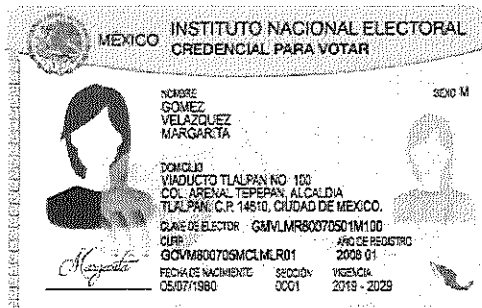 MÉXICO
INSTITUTO NACIONAL ELECTORAL
CREDENCIAL PARA VOTAR
NOMBRE
SEXO M
GOMEZ
VELAZQUEZ
MARGARITA
DOMICILIO
VIADUCTO TLALPAN NO. 100
COL. ARENAL TEPEPAN, ALCALDIA
TLALPAN, C.P. 14610, CIUDAD DE MEXICO.
CLAVE DE ELECTOR GMVLMR80070501M100
CURP
AÑO DE REGISTRO
GOVM800705MCLMLR01
2008 01
Margarita
FECHA DE NACIMIENTO
SECCIÓN
VIGENCIA
05/07/1980
0001
2019 - 2029